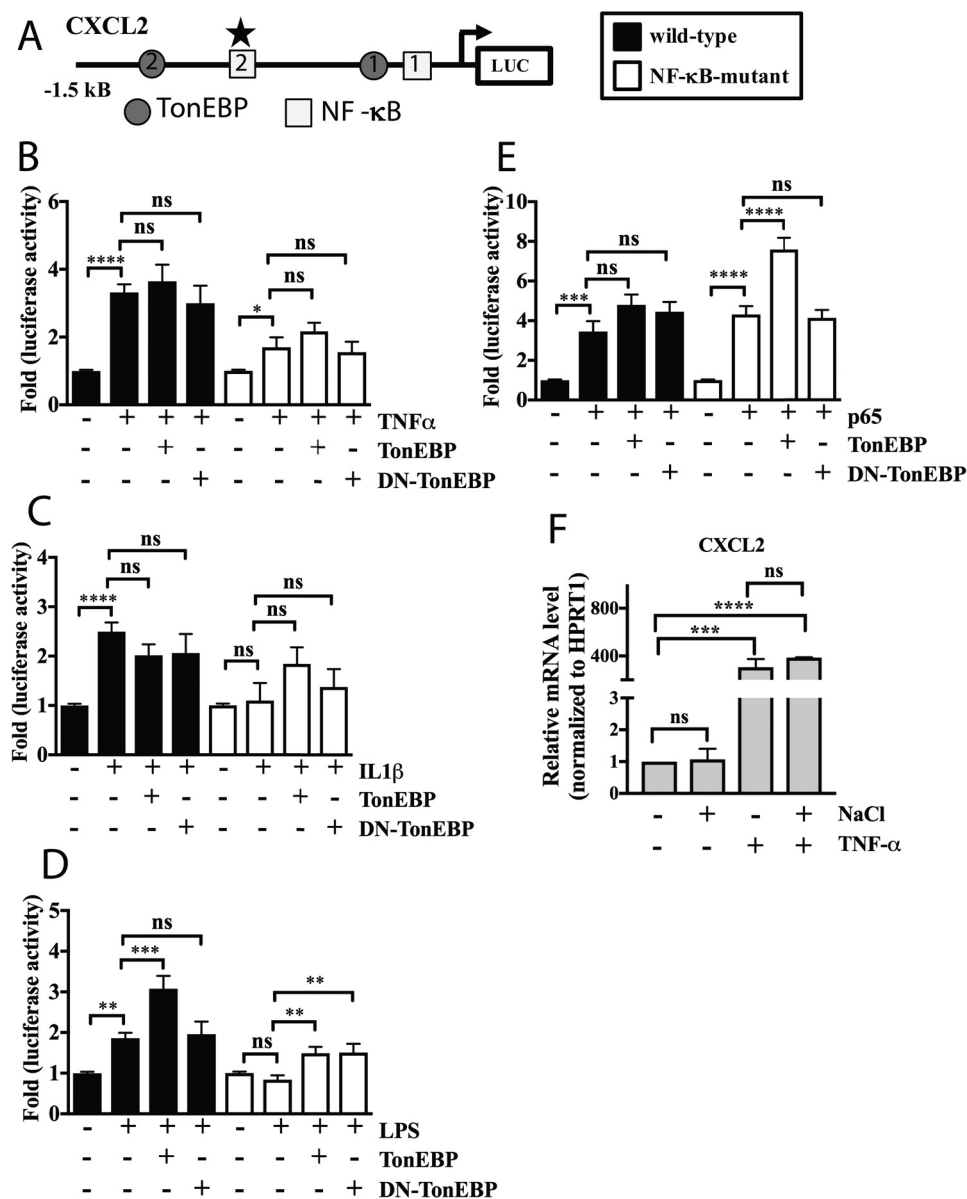 A
CXCL2
2
2
1
1
LUC
-1.5 kB
TonEBP
NF -κB
wild-type
NF-κB-mutant
B
Fold (luciferase activity)
6
4
2
0
****
ns
ns
*
ns
ns
- + + + - + + + TNFα
- - + - - - + - TonEBP
- - - + - - - + DN-TonEBP
C
Fold (luciferase activity)
4
3
2
1
0
****
ns
ns
ns
ns
ns
- + + + - + + + IL1β
- - + - - - + - TonEBP
- - - + - - - + DN-TonEBP
D
Fold (luciferase activity)
5
4
3
2
1
0
**
***
ns
ns
**
**
- + + + - + + + LPS
- - + - - - + - TonEBP
- - - + - - - + DN-TonEBP
E
Fold (luciferase activity)
10
8
6
4
2
0
***
ns
ns
****
****
ns
- + + + - + + + p65
- - + - - - + - TonEBP
- - - + - - - + DN-TonEBP
F
CXCL2
Relative mRNA level
(normalized to HPRT1)
800
400
3
2
1
0
ns
***
****
ns
- + - + NaCl
- - + + TNF-α